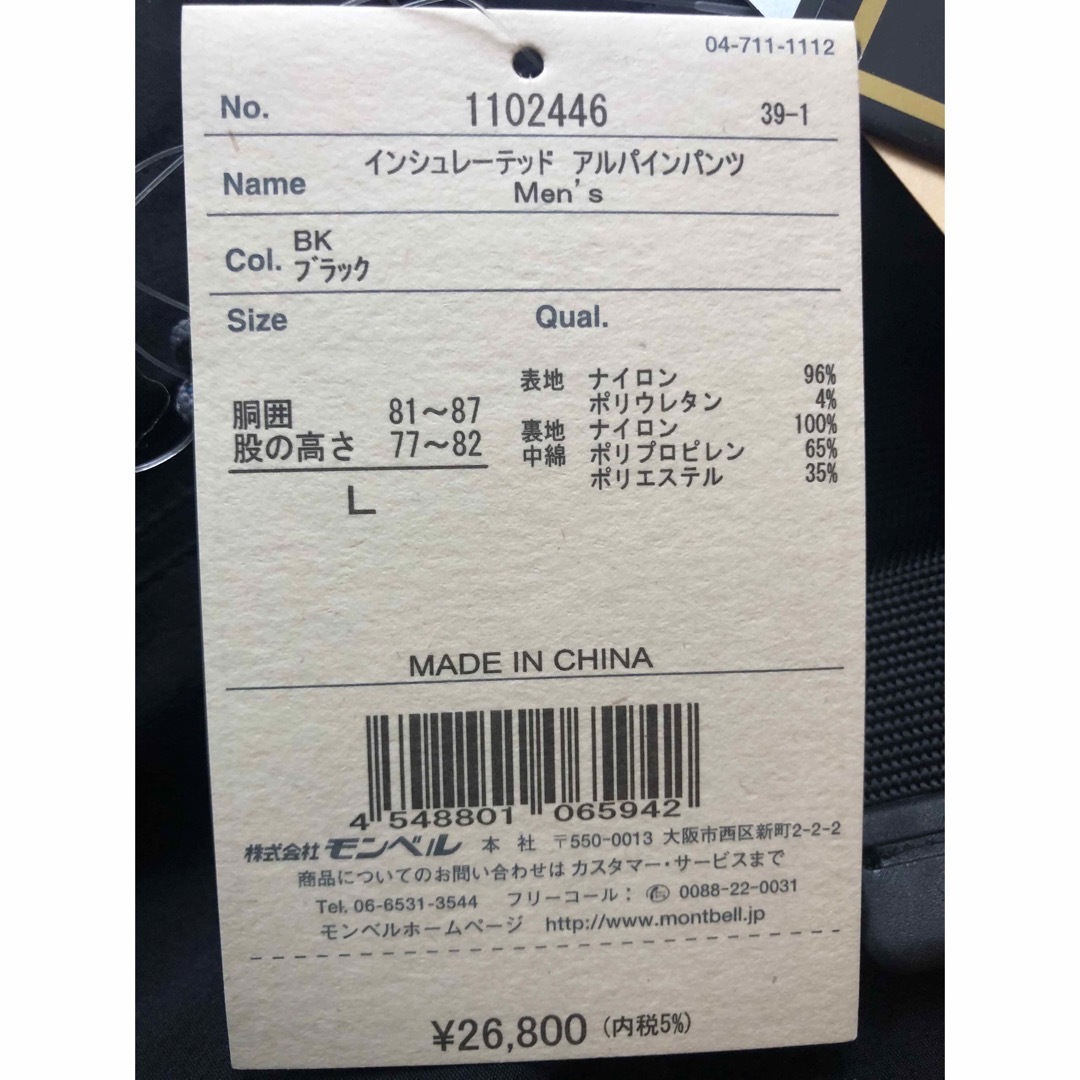 04-711-1112
No. 1102446 39-1
Name インシュレーテッド アルパインパンツ
Men's
Col. BK
ブラック
Size Qual.
表地 ナイロン 96%
ポリウレタン 4%
胴囲 81～87
裏地 ナイロン 100%
股の高さ 77～82
中綿 ポリプロピレン 65%
ポリエステル 35%
L
MADE IN CHINA
4 548801 065942
株式会社 モンベル 本 社 〒550-0013 大阪市西区新町2-2-2
商品についてのお問い合わせは カスタマー・サービスまで
Tel. 06-6531-3544 フリーコール： 0088-22-0031
モンベルホームページ http://www.montbell.jp
¥26,800 (内税5%)